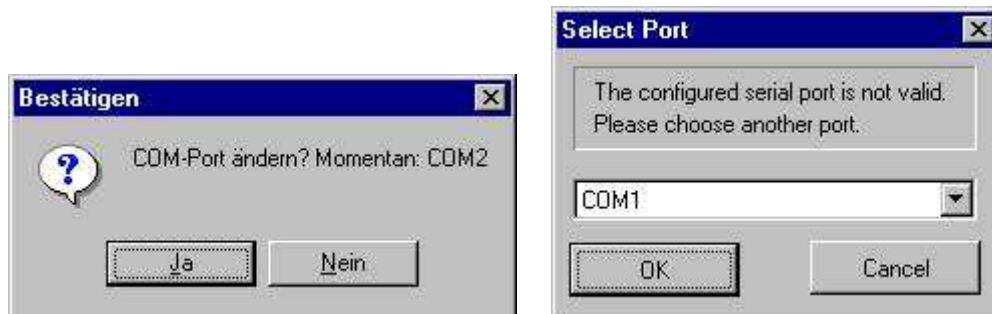 Bestätigen
COM-Port ändern? Momentan: COM2
Ja
Nein
Select Port
The configured serial port is not valid.
Please choose another port.
COM1
OK
Cancel